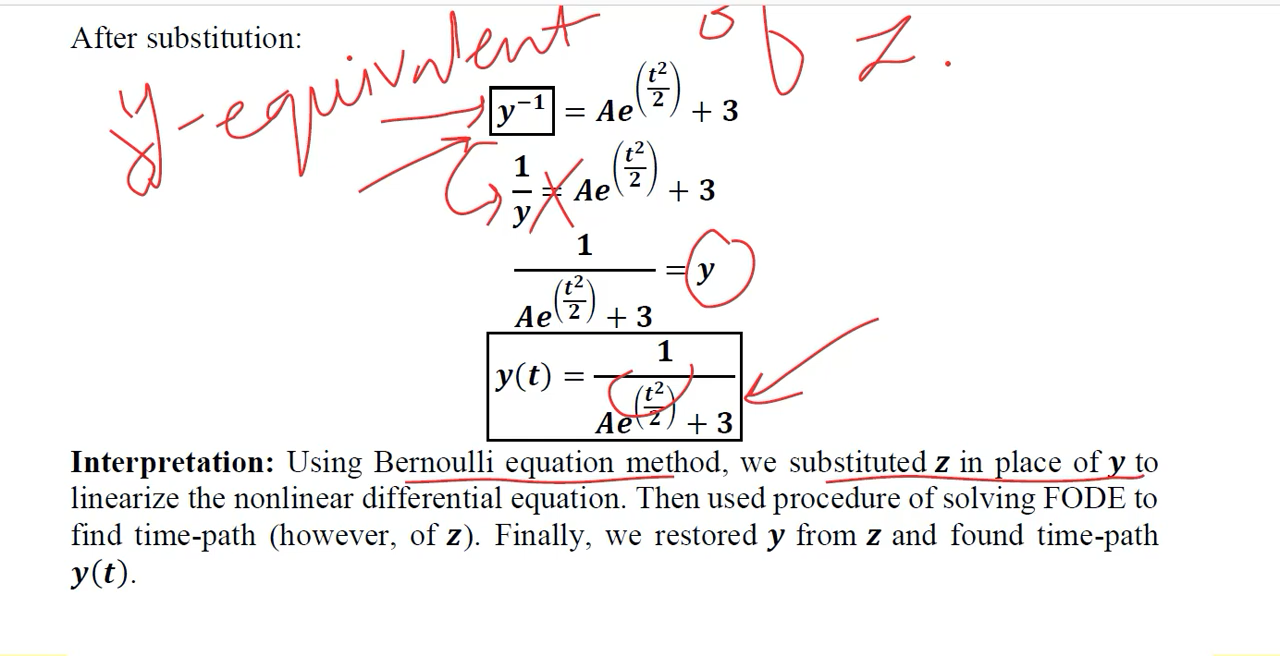 After substitution:
y-equivalent of z.
y⁻¹ = Ae^(t²/2) + 3
1/y = Ae^(t²/2) + 3
1/(Ae^(t²/2) + 3) = y
y(t) = 1/(Ae^(t²/2) + 3)
Interpretation: Using Bernoulli equation method, we substituted z in place of y to
linearize the nonlinear differential equation. Then used procedure of solving FODE to
find time-path (however, of z). Finally, we restored y from z and found time-path
y(t).